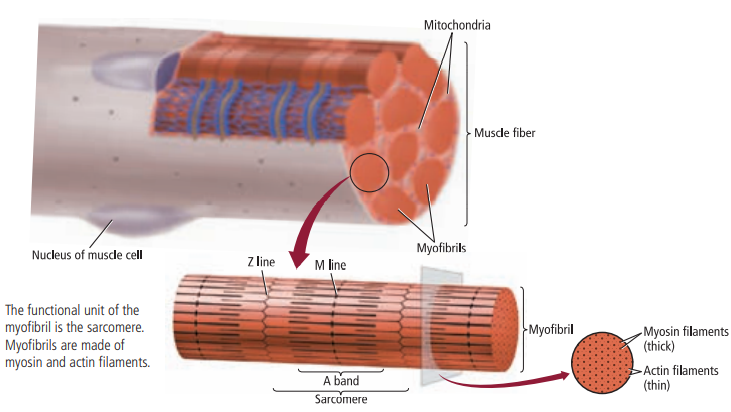 Mitochondria
Muscle fiber
Myofibrils
Nucleus of muscle cell
Z line
M line
The functional unit of the
myofibril is the sarcomere.
Myofibrils are made of
myosin and actin filaments.
Myofibril
Myosin filaments
(thick)
Actin filaments
(thin)
A band
Sarcomere